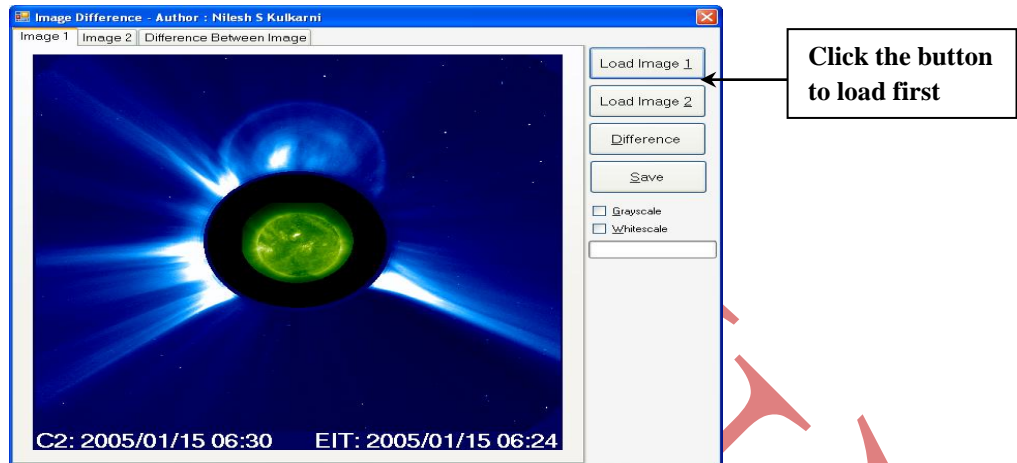 Image Difference - Author : Nilesh S Kulkarni
Image 1 Image 2 Difference Between Image
Load Image 1
Load Image 2
Difference
Save
Grayscale
Whitescale
C2: 2005/01/15 06:30 EIT: 2005/01/15 06:24
Click the button
to load first